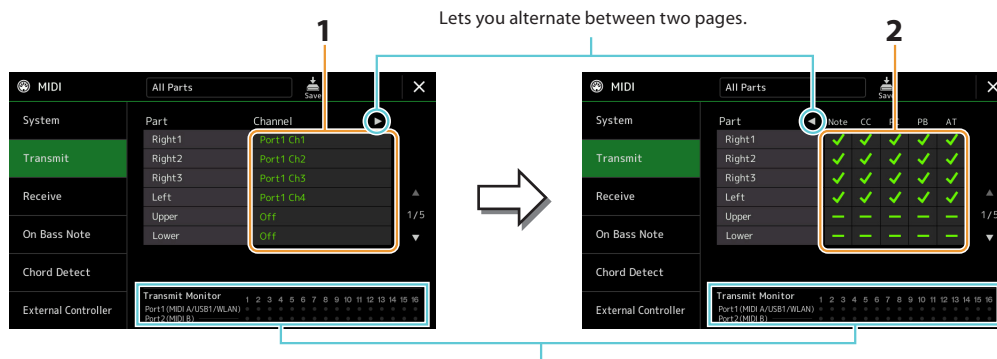 Lets you alternate between two pages.
1
2
MIDI
All Parts
Save
System
Part Channel
Right1 Port1 Ch1
Transmit
Right2 Port1 Ch2
Right3 Port1 Ch3
Receive
Left Port1 Ch4
Upper Off
1/5
On Bass Note
Lower Off
Chord Detect
External Controller
Transmit Monitor 1 2 3 4 5 6 7 8 9 10 11 12 13 14 15 16
Port1(MIDI A/USB1/WLAN)
Port2(MIDI B)
MIDI
All Parts
Save
System
Part Note CC PC PB AT
Right1
Transmit
Right2
Right3
Receive
Left
Upper
1/5
On Bass Note
Lower
Chord Detect
External Controller
Transmit Monitor 1 2 3 4 5 6 7 8 9 10 11 12 13 14 15 16
Port1(MIDI A/USB1/WLAN)
Port2(MIDI B)